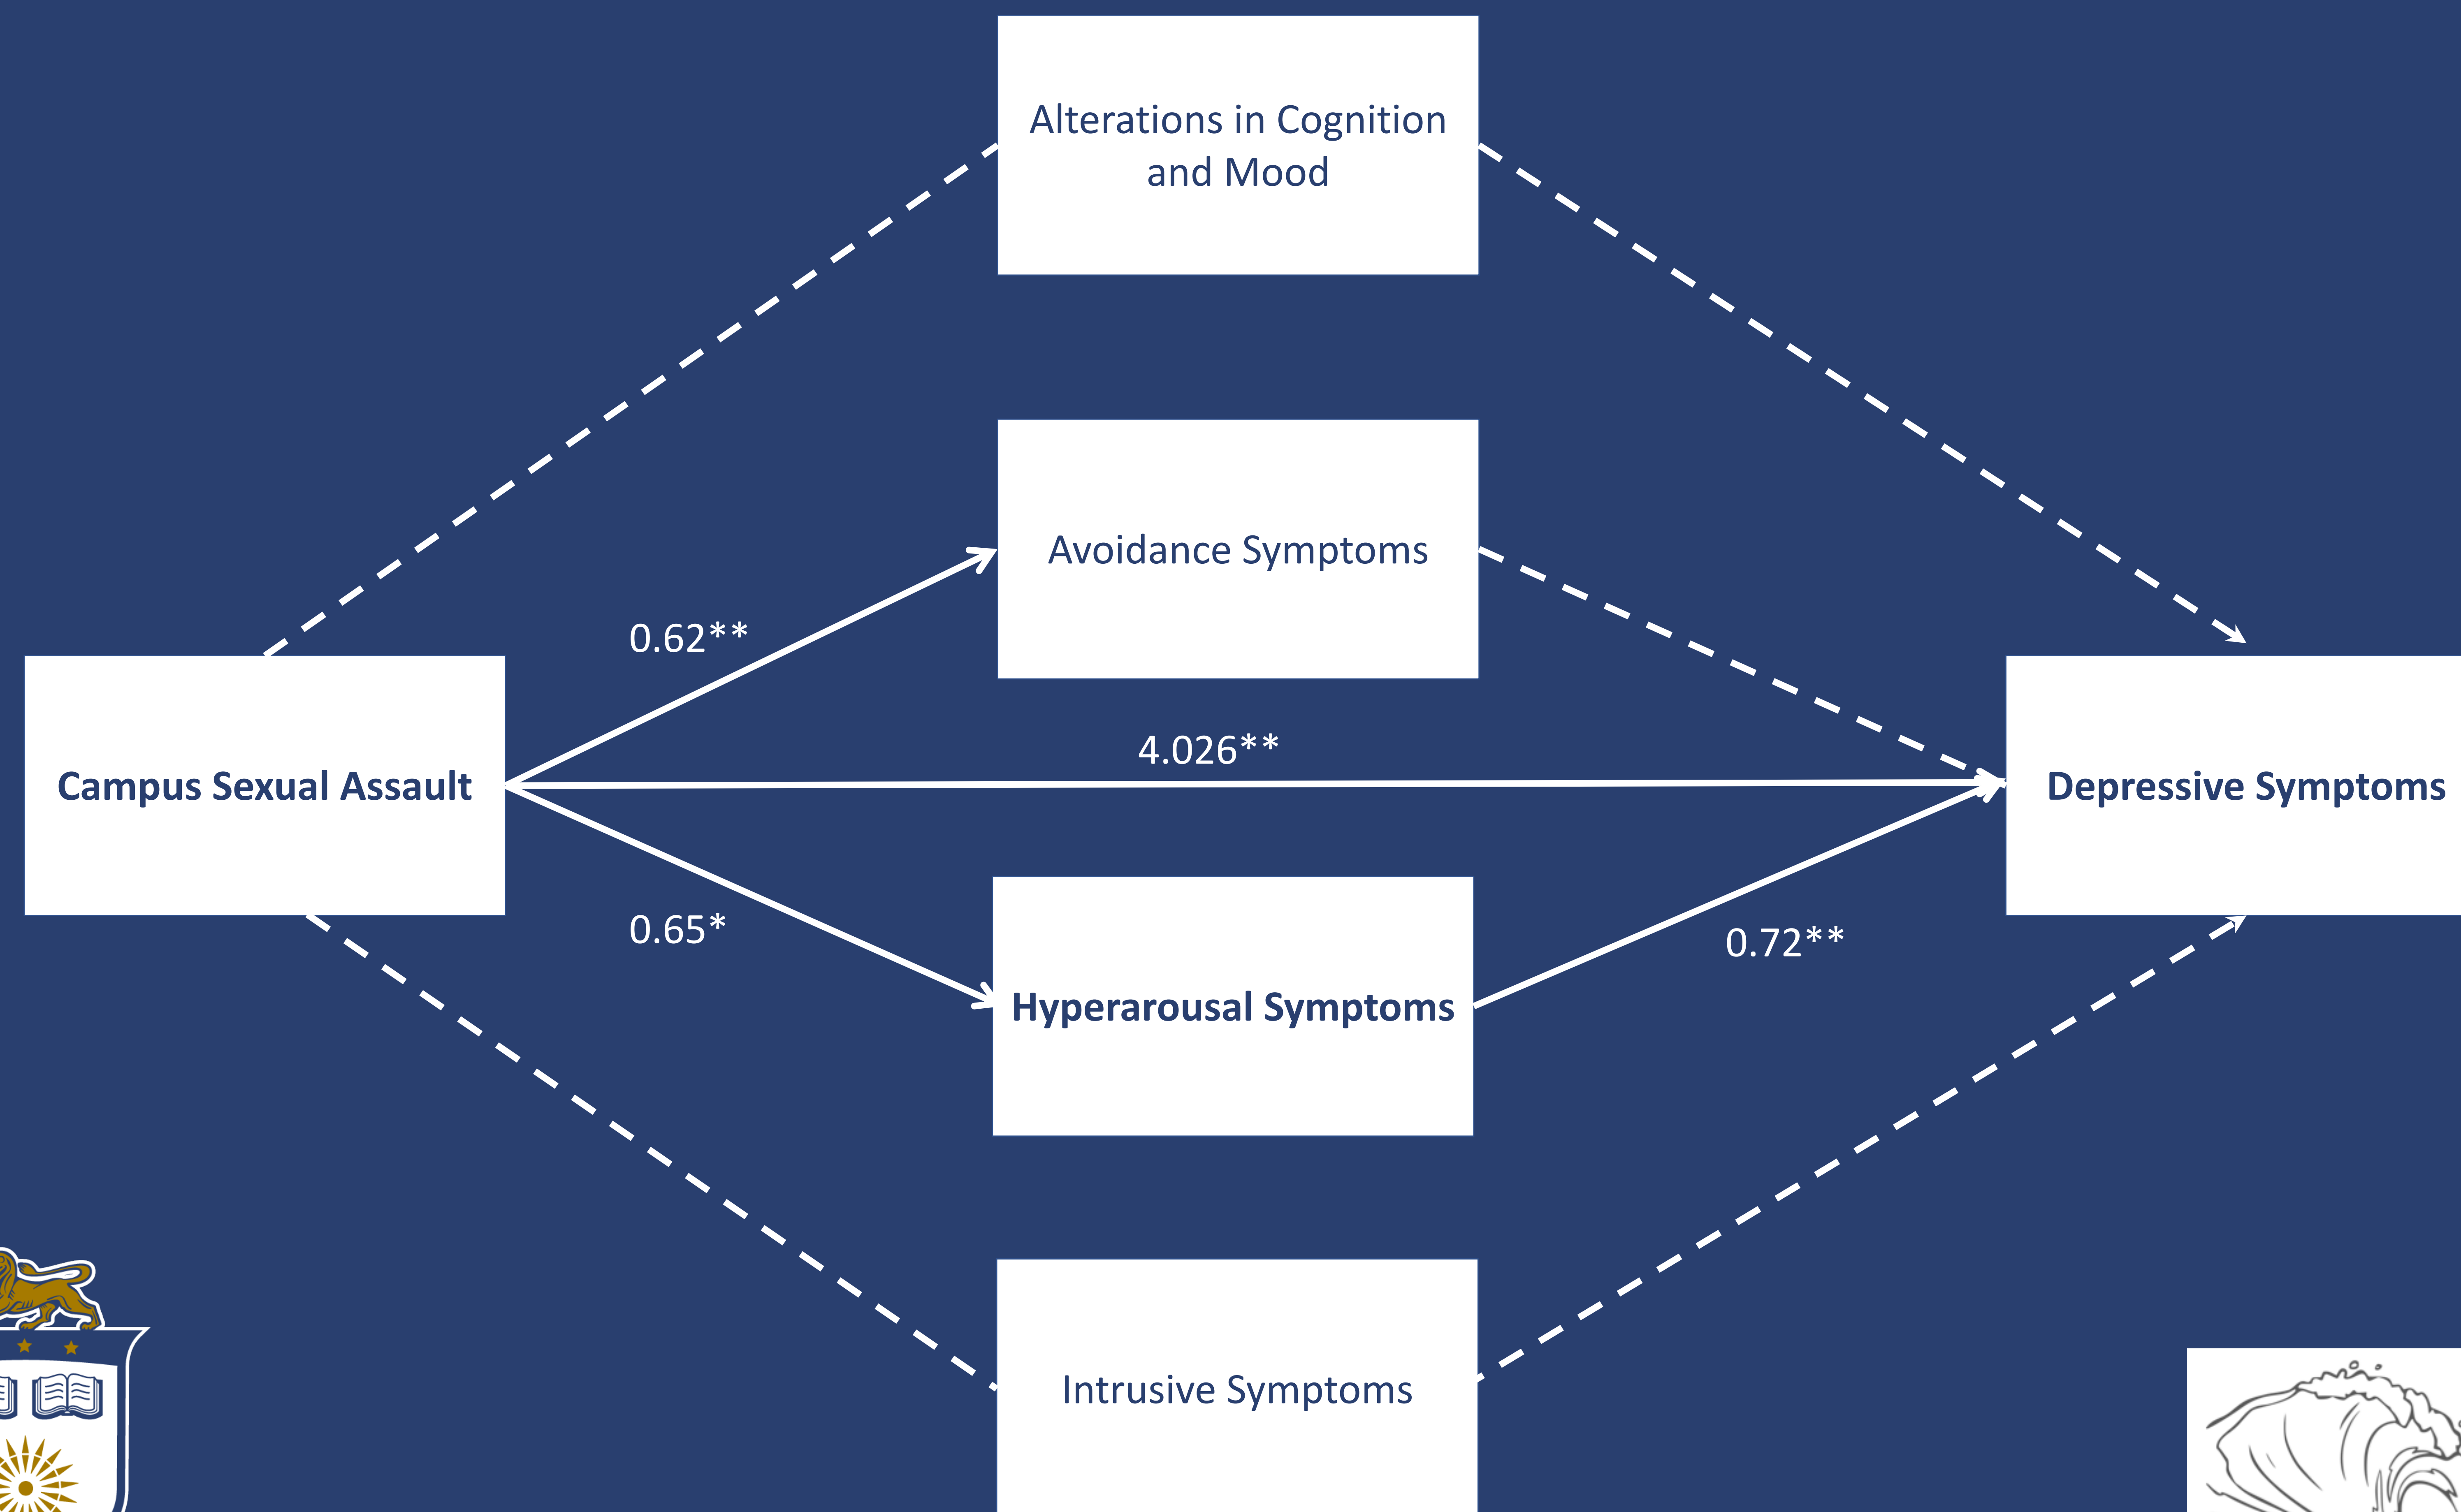 Alterations in Cognition
and Mood
Avoidance Symptoms
0.62**
4.026**
Campus Sexual Assault
Depressive Symptoms
0.65*
0.72**
Hyperarousal Symptoms
Intrusive Symptoms